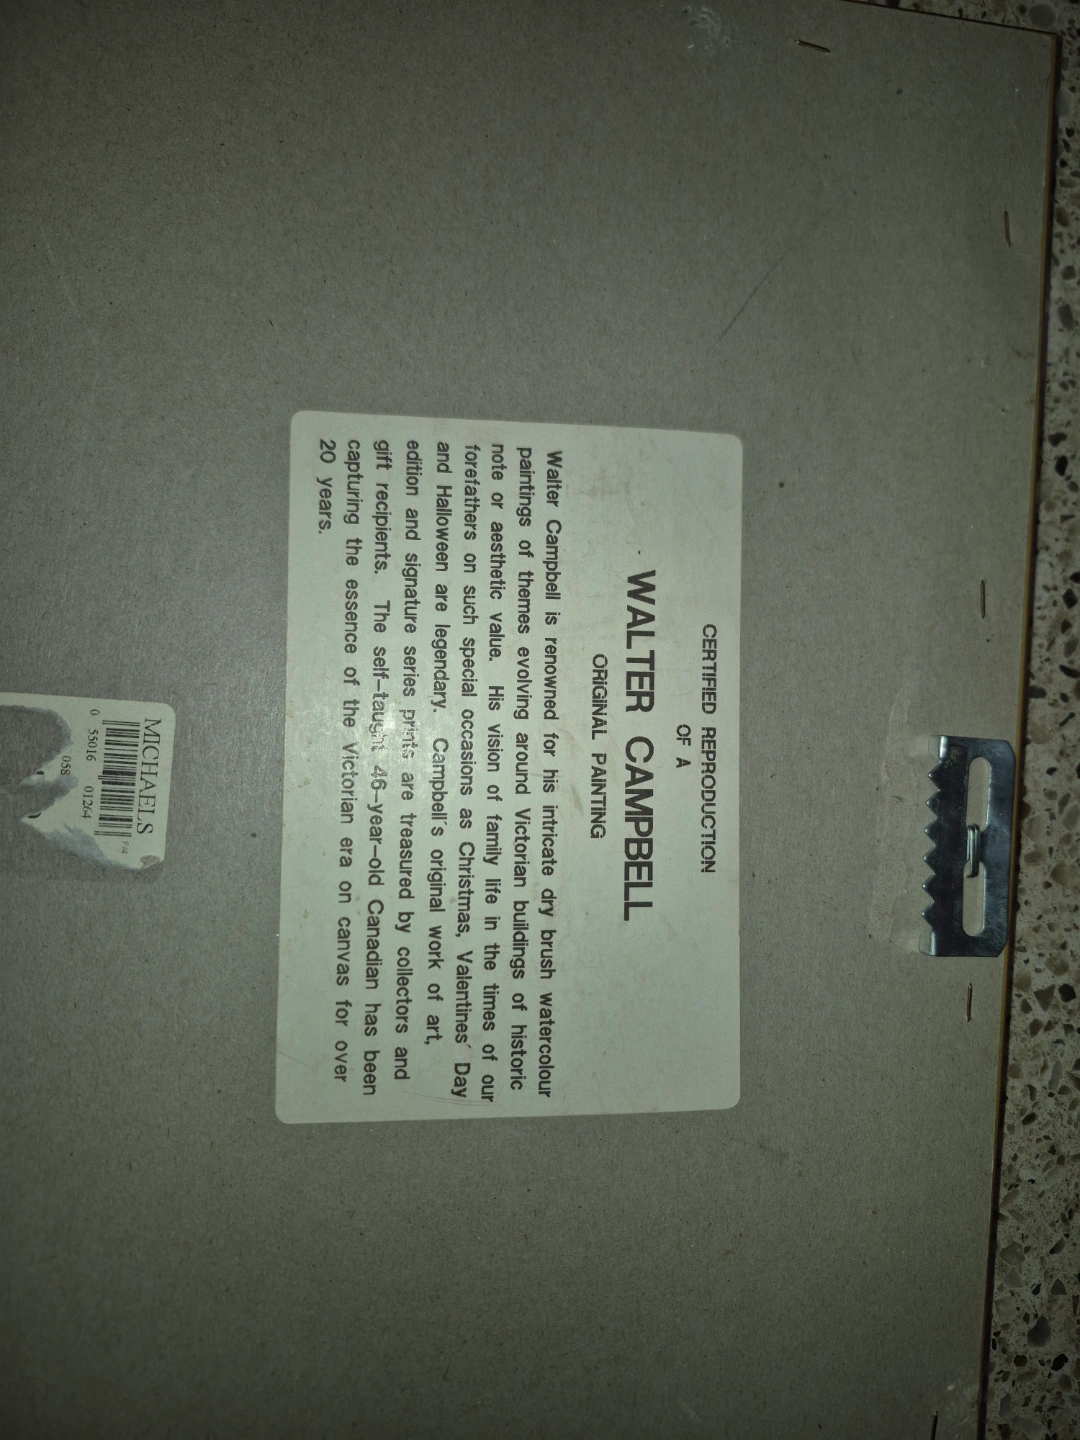 CERTIFIED REPRODUCTION
OF A
WALTER CAMPBELL
ORIGINAL PAINTING
Walter Campbell is renowned for his intricate dry brush watercolour
paintings of themes evolving around Victorian buildings of historic
note or aesthetic value. His vision of family life in the times of our
forefathers on such special occasions as Christmas, Valentines´ Day
and Halloween are legendary. Campbell´s original work of art,
edition and signature series prints are treasured by collectors and
gift recipients. The self-taught 46-year-old Canadian has been
capturing the essence of the Victorian era on canvas for over
20 years.
MICHAELS
0 55016 01264
058